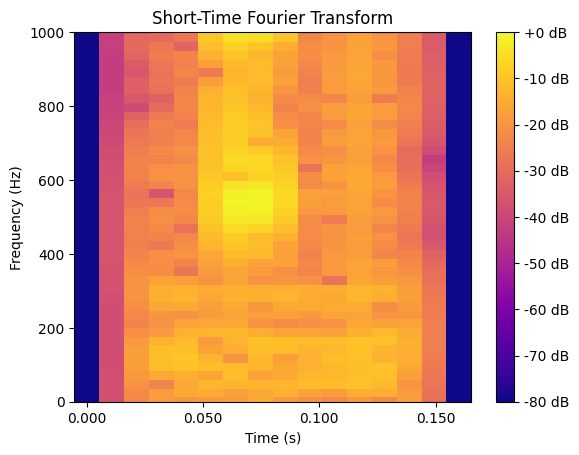 Short-Time Fourier Transform
Frequency (Hz)
1000
800
600
400
200
0
0.000
0.050
0.100
0.150
Time (s)
+0 dB
-10 dB
-20 dB
-30 dB
-40 dB
-50 dB
-60 dB
-70 dB
-80 dB